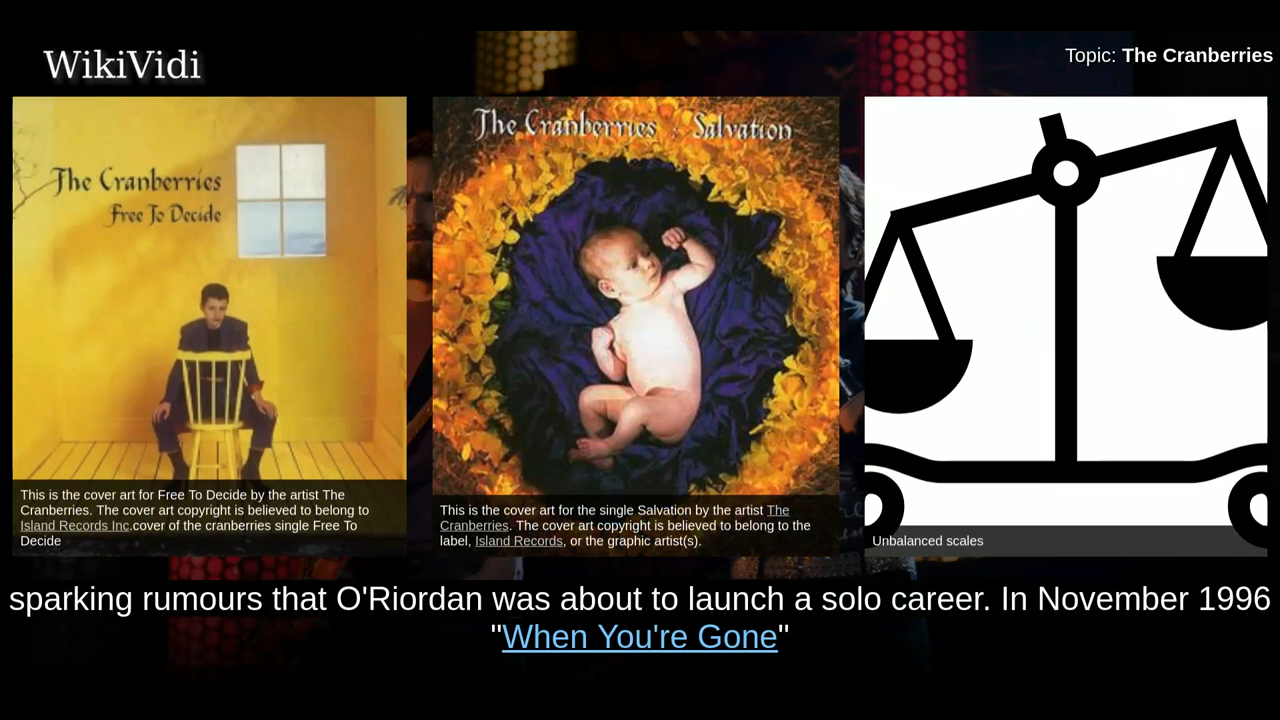 WikiVidi
Topic: The Cranberries
The Cranberries
Free To Decide
This is the cover art for Free To Decide by the artist The
Cranberries. The cover art copyright is believed to belong to
Island Records Inc.cover of the cranberries single Free To
Decide
The Cranberries : Salvation
This is the cover art for the single Salvation by the artist The
Cranberries. The cover art copyright is believed to belong to the
label, Island Records, or the graphic artist(s).
Unbalanced scales
sparking rumours that O'Riordan was about to launch a solo career. In November 1996
"When You're Gone"